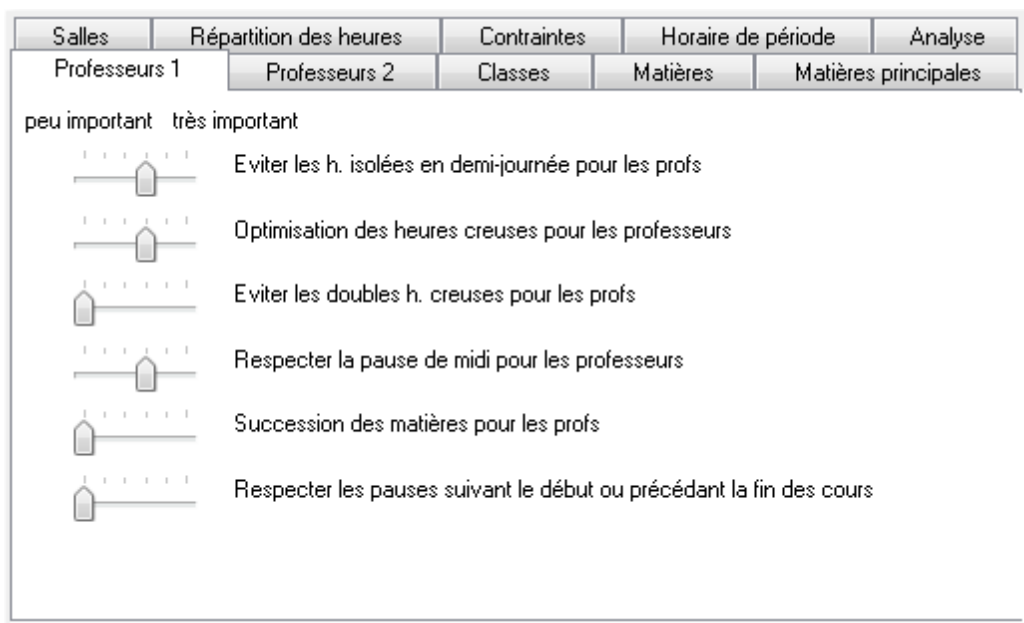 Salles Répartition des heures Contraintes Horaire de période Analyse
Professeurs 1 Professeurs 2 Classes Matières Matières principales
peu important très important
Eviter les h. isolées en demi-journée pour les profs
Optimisation des heures creuses pour les professeurs
Eviter les doubles h. creuses pour les profs
Respecter la pause de midi pour les professeurs
Succession des matières pour les profs
Respecter les pauses suivant le début ou précédant la fin des cours